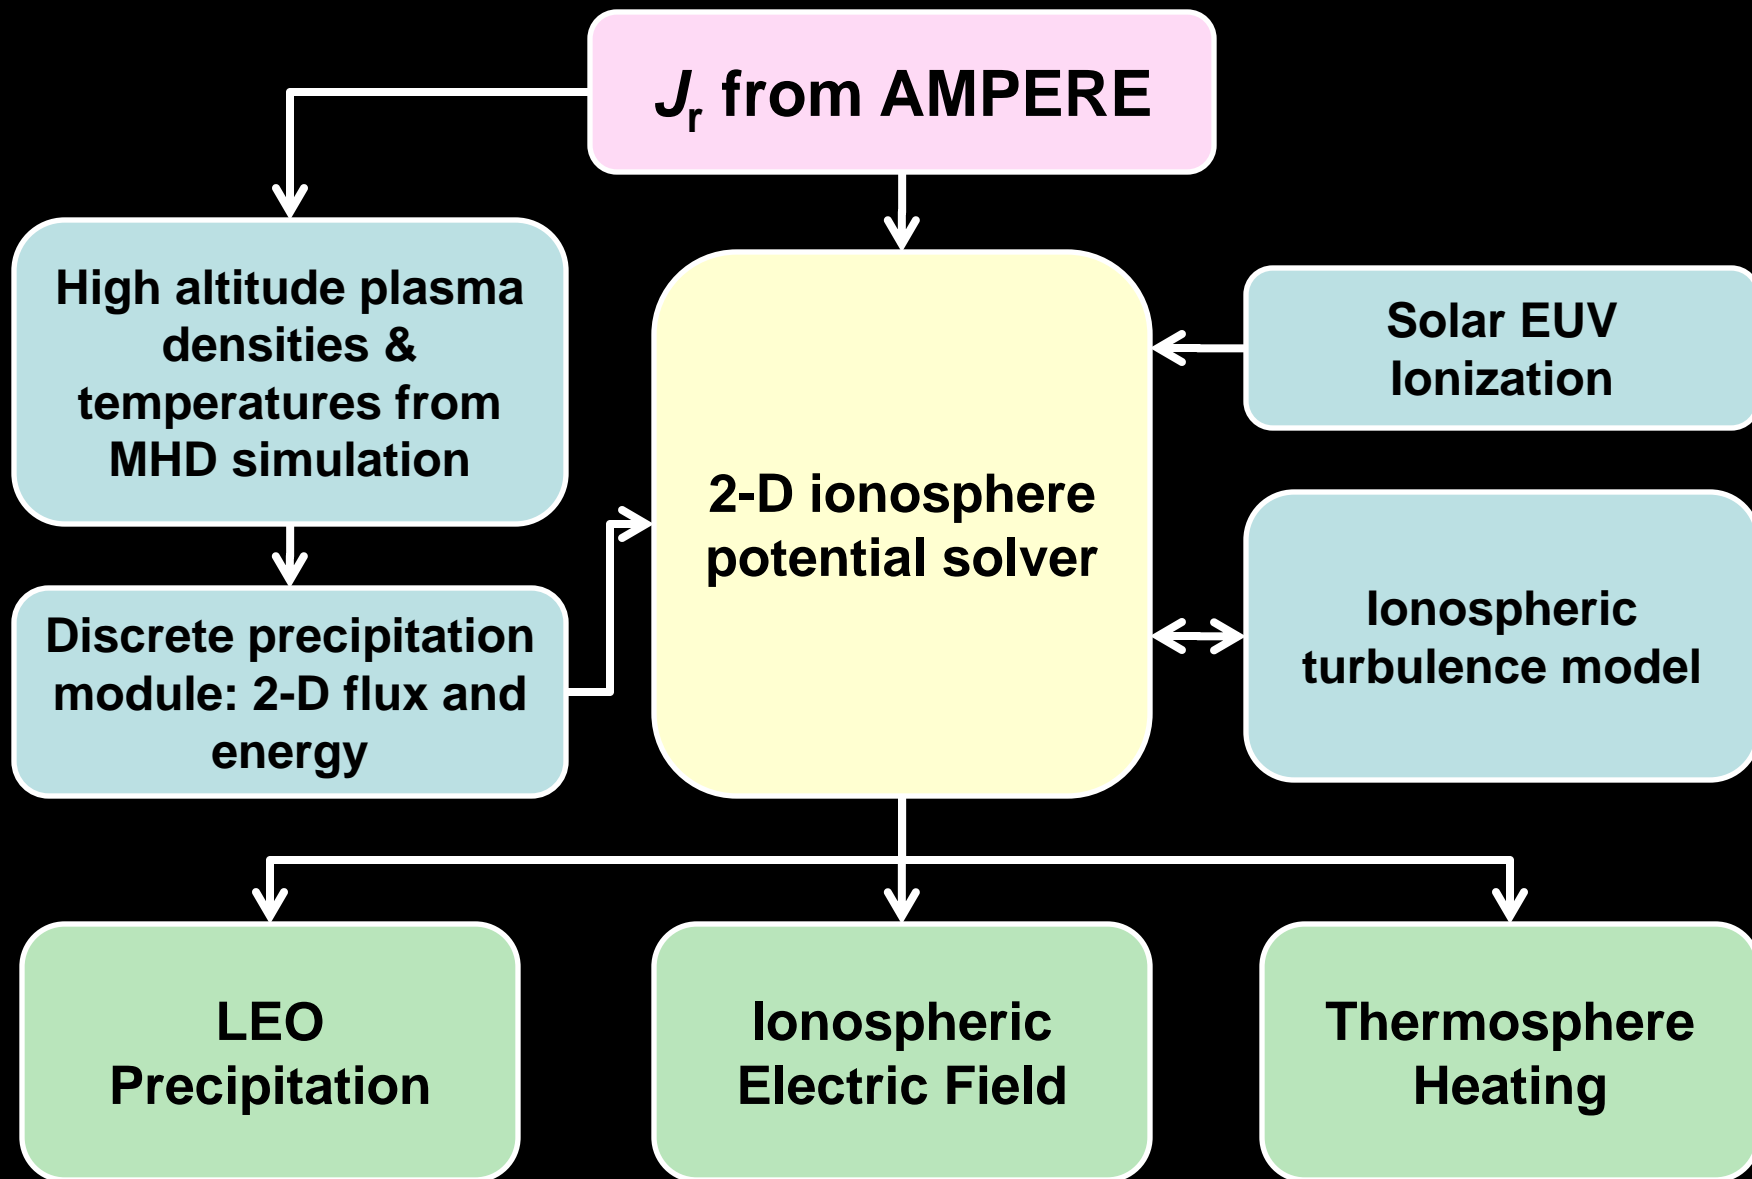 Jr from AMPERE
High altitude plasma
densities &
temperatures from
MHD simulation
Solar EUV
Ionization
2-D ionosphere
potential solver
Discrete precipitation
module: 2-D flux and
energy
Ionospheric
turbulence model
LEO
Precipitation
Ionospheric
Electric Field
Thermosphere
Heating